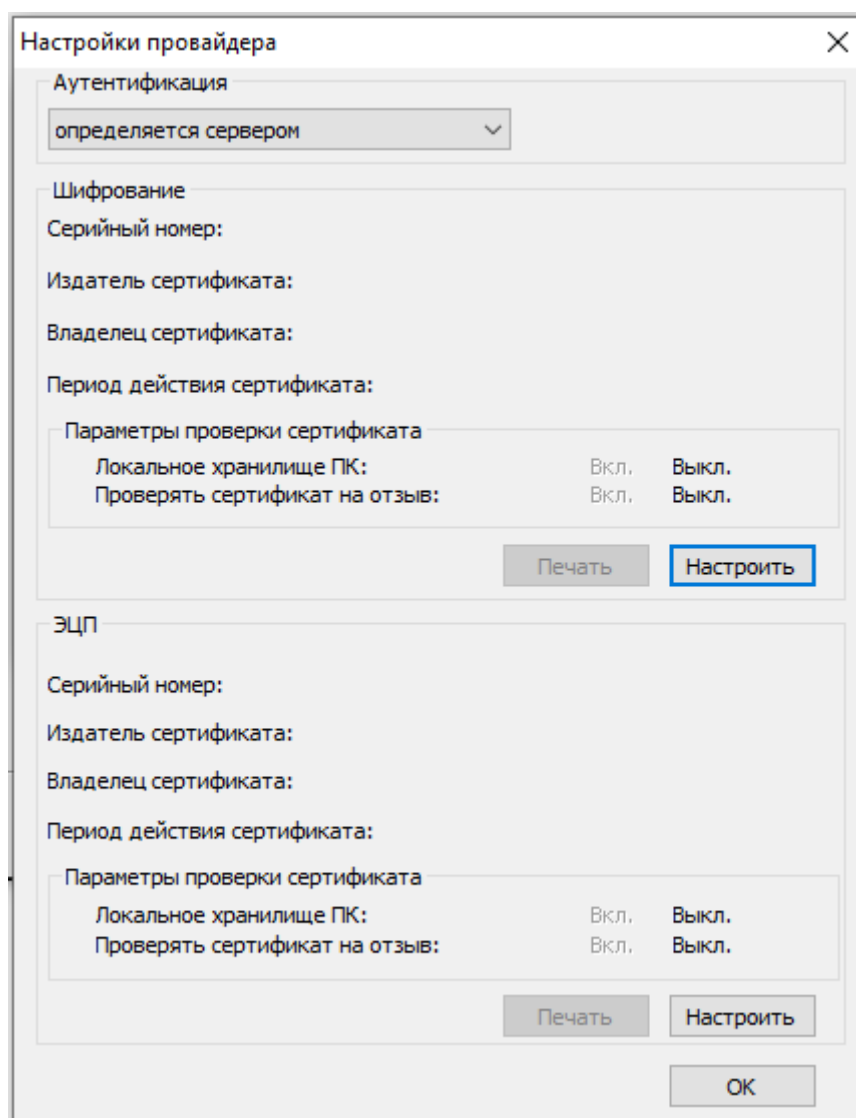 Настройки провайдера
Аутентификация
определяется сервером
Шифрование
Серийный номер:
Издатель сертификата:
Владелец сертификата:
Период действия сертификата:
Параметры проверки сертификата
Локальное хранилище ПК: Вкл. Выкл.
Проверять сертификат на отзыв: Вкл. Выкл.
Печать Настроить
ЭЦП
Серийный номер:
Издатель сертификата:
Владелец сертификата:
Период действия сертификата:
Параметры проверки сертификата
Локальное хранилище ПК: Вкл. Выкл.
Проверять сертификат на отзыв: Вкл. Выкл.
Печать Настроить
ОК